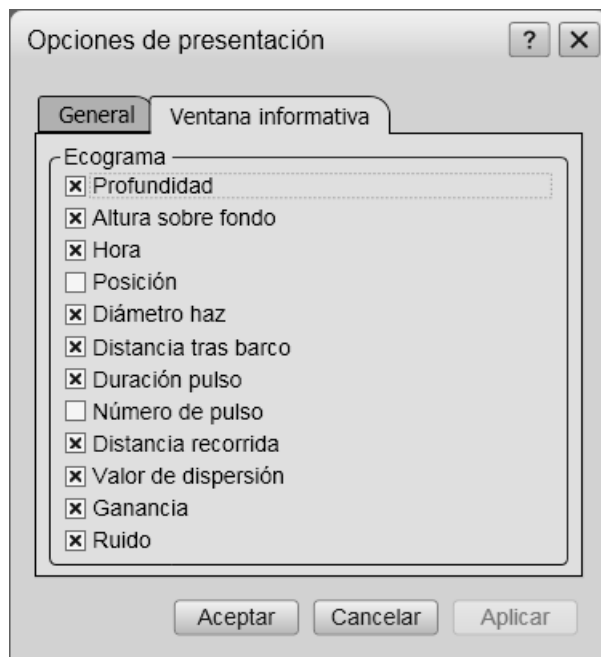 Opciones de presentación
General Ventana informativa
Ecograma
Profundidad
Altura sobre fondo
Hora
Posición
Diámetro haz
Distancia tras barco
Duración pulso
Número de pulso
Distancia recorrida
Valor de dispersión
Ganancia
Ruido
Aceptar Cancelar Aplicar